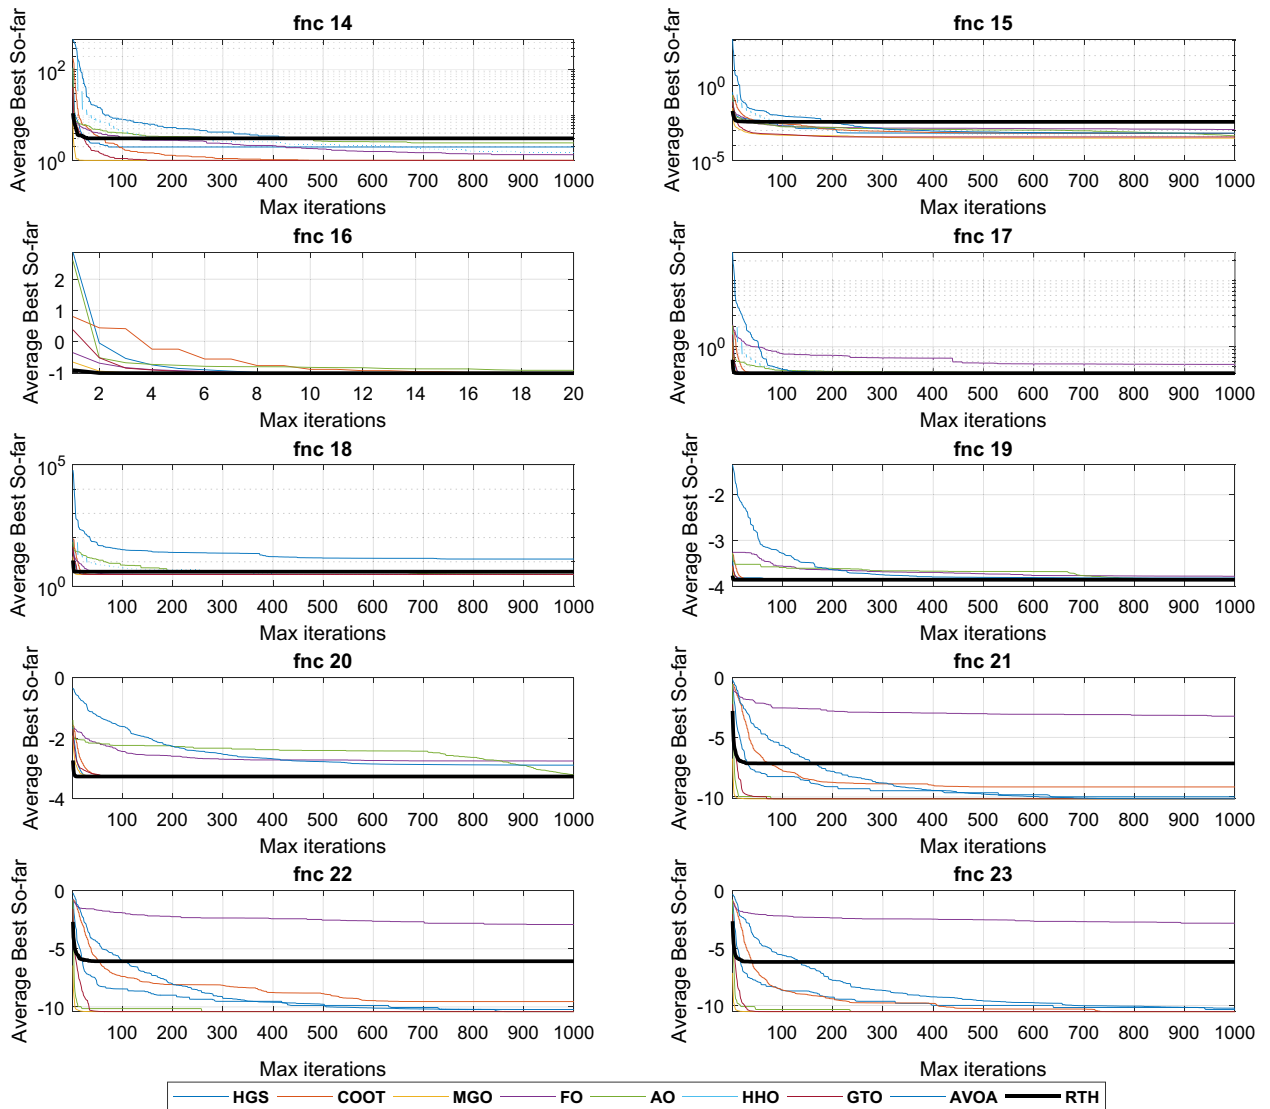 fnc 14
Average Best So-far
10^2
10^0
100 200 300 400 500 600 700 800 900 1000
Max iterations
fnc 15
Average Best So-far
10^0
10^-5
100 200 300 400 500 600 700 800 900 1000
Max iterations
fnc 16
Average Best So-far
2
1
0
-1
2 4 6 8 10 12 14 16 18 20
Max iterations
fnc 17
Average Best So-far
10^0
100 200 300 400 500 600 700 800 900 1000
Max iterations
fnc 18
Average Best So-far
10^5
10^0
100 200 300 400 500 600 700 800 900 1000
Max iterations
fnc 19
Average Best So-far
-2
-3
-4
100 200 300 400 500 600 700 800 900 1000
Max iterations
fnc 20
Average Best So-far
0
-2
-4
100 200 300 400 500 600 700 800 900 1000
Max iterations
fnc 21
Average Best So-far
0
-5
-10
100 200 300 400 500 600 700 800 900 1000
Max iterations
fnc 22
Average Best So-far
0
-5
-10
100 200 300 400 500 600 700 800 900 1000
Max iterations
fnc 23
Average Best So-far
0
-5
-10
100 200 300 400 500 600 700 800 900 1000
Max iterations
HGS COOT MGO FO AO HHO GTO AVOA RTH